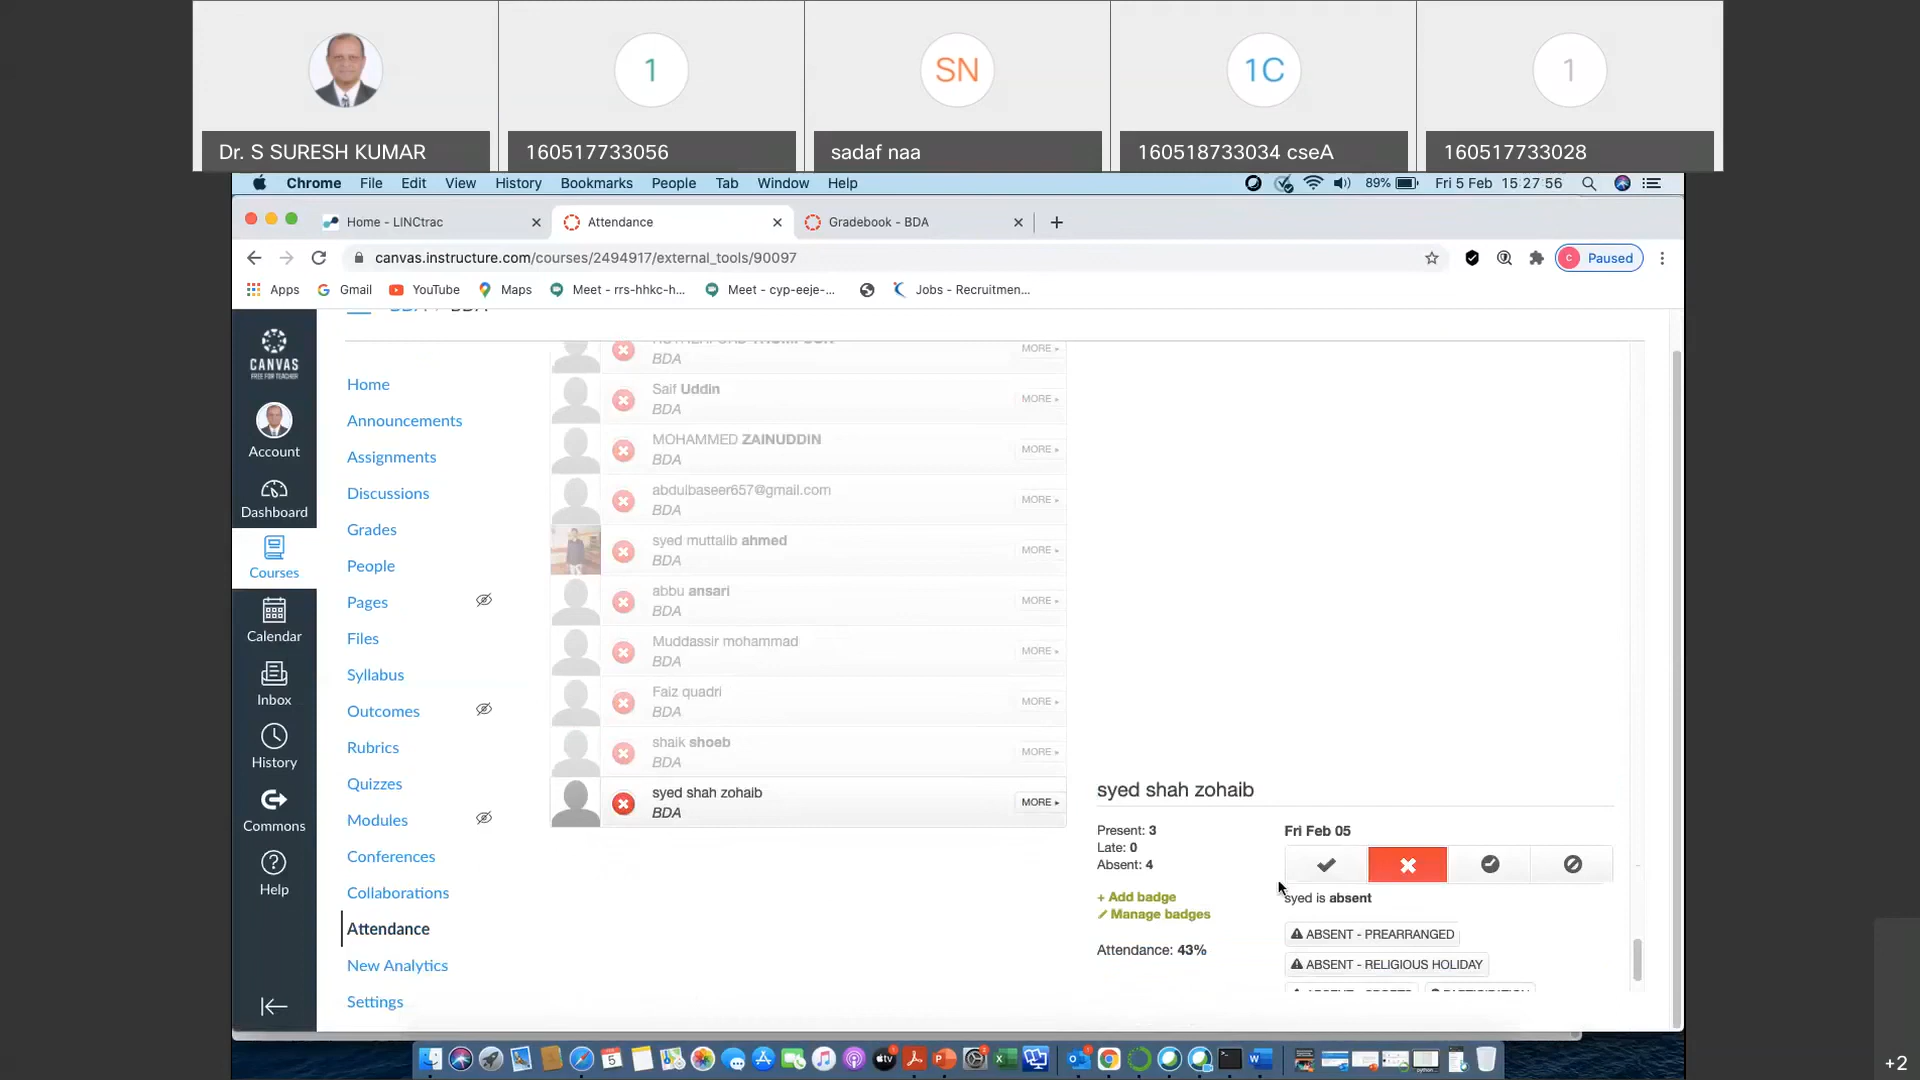 1
SN
1C
1
Dr. S SURESH KUMAR
160517733056
sadaf naa
160518733034 cseA
160517733028
Chrome File Edit View History Bookmarks People Tab Window Help
89% Fri 5 Feb 15:27:56
Home - LINCtrac
Attendance
Gradebook - BDA
canvas.instructure.com/courses/2494917/external_tools/90097
C Paused
Apps
Gmail
YouTube
Maps
Meet - rrs-hhkc-h...
Meet - cyp-eeje-...
Jobs - Recruitmen...
CANVAS
FREE FOR TEACHER
Account
Dashboard
Courses
Calendar
Inbox
History
Commons
Help
Home
Announcements
Assignments
Discussions
Grades
People
Pages
Files
Syllabus
Outcomes
Rubrics
Quizzes
Modules
Conferences
Collaborations
Attendance
New Analytics
Settings
BDA
MORE
Saif Uddin
BDA
MORE
MOHAMMED ZAINUDDIN
BDA
MORE
abdulbaseer657@gmail.com
BDA
MORE
syed muttalib ahmed
BDA
MORE
abbu ansari
BDA
MORE
Muddassir mohammad
BDA
MORE
Faiz quadri
BDA
MORE
shaik shoeb
BDA
MORE
syed shah zohaib
BDA
MORE
syed shah zohaib
Present: 3
Late: 0
Absent: 4
+ Add badge
Manage badges
Attendance: 43%
Fri Feb 05
syed is absent
ABSENT - PREARRANGED
ABSENT - RELIGIOUS HOLIDAY
+2